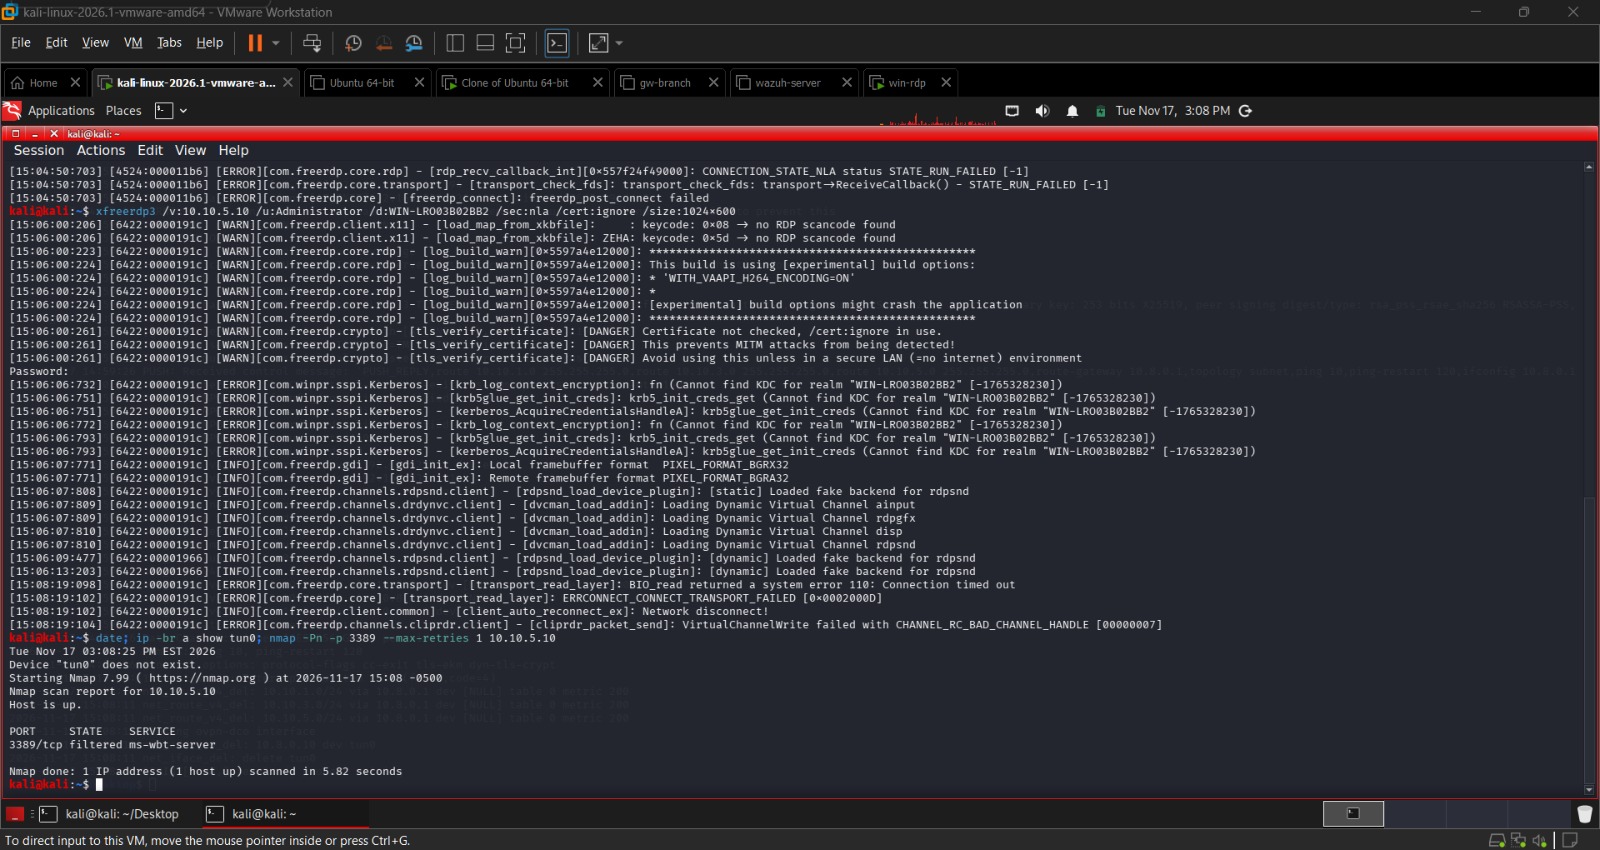 kali-linux-2026.1-vmware-amd64 - VMware Workstation
File Edit View VM Tabs Help
Home kali-linux-2026.1-vmware-a... Ubuntu 64-bit Clone of Ubuntu 64-bit gw-branch wazuh-server win-rdp
Applications Places Tue Nov 17, 3:08 PM
kali@kali: ~
Session Actions Edit View Help
[15:04:50:703] [4524:000011b6] [ERROR][com.freerdp.core.rdp] - [rdp_recv_callback_int][0×557f24f49000]: CONNECTION_STATE_NLA status STATE_RUN_FAILED [-1]
[15:04:50:703] [4524:000011b6] [ERROR][com.freerdp.core.transport] - [transport_check_fds]: transport_check_fds: transport→ReceiveCallback() - STATE_RUN_FAILED [-1]
[15:04:50:703] [4524:000011b6] [ERROR][com.freerdp.core] - [freerdp_connect]: freerdp_post_connect failed
kali@kali:~$ xfreerdp3 /v:10.10.5.10 /u:Administrator /d:WIN-LRO03B02BB2 /sec:nla /cert:ignore /size:1024×600
[15:06:00:206] [6422:0000191c] [WARN][com.freerdp.client.x11] - [load_map_from_xkbfile]:     : keycode: 0×08 → no RDP scancode found
[15:06:00:206] [6422:0000191c] [WARN][com.freerdp.client.x11] - [load_map_from_xkbfile]: ZEHA: keycode: 0×5d → no RDP scancode found
[15:06:00:223] [6422:0000191c] [WARN][com.freerdp.core.rdp] - [log_build_warn][0×5597a4e12000]: *************************************************
[15:06:00:224] [6422:0000191c] [WARN][com.freerdp.core.rdp] - [log_build_warn][0×5597a4e12000]: This build is using [experimental] build options:
[15:06:00:224] [6422:0000191c] [WARN][com.freerdp.core.rdp] - [log_build_warn][0×5597a4e12000]: * 'WITH_VAAPI_H264_ENCODING=ON'
[15:06:00:224] [6422:0000191c] [WARN][com.freerdp.core.rdp] - [log_build_warn][0×5597a4e12000]: *
[15:06:00:224] [6422:0000191c] [WARN][com.freerdp.core.rdp] - [log_build_warn][0×5597a4e12000]: [experimental] build options might crash the application
[15:06:00:224] [6422:0000191c] [WARN][com.freerdp.core.rdp] - [log_build_warn][0×5597a4e12000]: *************************************************
[15:06:00:261] [6422:0000191c] [WARN][com.freerdp.crypto] - [tls_verify_certificate]: [DANGER] Certificate not checked, /cert:ignore in use.
[15:06:00:261] [6422:0000191c] [WARN][com.freerdp.crypto] - [tls_verify_certificate]: [DANGER] This prevents MITM attacks from being detected!
[15:06:00:261] [6422:0000191c] [WARN][com.freerdp.crypto] - [tls_verify_certificate]: [DANGER] Avoid using this unless in a secure LAN (=no internet) environment
Password:
[15:06:06:732] [6422:0000191c] [ERROR][com.winpr.sspi.Kerberos] - [krb_log_context_encryption]: fn (Cannot find KDC for realm "WIN-LRO03B02BB2" [-1765328230])
[15:06:06:751] [6422:0000191c] [ERROR][com.winpr.sspi.Kerberos] - [krb5glue_get_init_creds]: krb5_init_creds_get (Cannot find KDC for realm "WIN-LRO03B02BB2" [-1765328230])
[15:06:06:751] [6422:0000191c] [ERROR][com.winpr.sspi.Kerberos] - [kerberos_AcquireCredentialsHandleA]: krb5glue_get_init_creds (Cannot find KDC for realm "WIN-LRO03B02BB2" [-1765328230])
[15:06:06:772] [6422:0000191c] [ERROR][com.winpr.sspi.Kerberos] - [krb_log_context_encryption]: fn (Cannot find KDC for realm "WIN-LRO03B02BB2" [-1765328230])
[15:06:06:793] [6422:0000191c] [ERROR][com.winpr.sspi.Kerberos] - [krb5glue_get_init_creds]: krb5_init_creds_get (Cannot find KDC for realm "WIN-LRO03B02BB2" [-1765328230])
[15:06:06:793] [6422:0000191c] [ERROR][com.winpr.sspi.Kerberos] - [kerberos_AcquireCredentialsHandleA]: krb5glue_get_init_creds (Cannot find KDC for realm "WIN-LRO03B02BB2" [-1765328230])
[15:06:07:771] [6422:0000191c] [INFO][com.freerdp.gdi] - [gdi_init_ex]: Local framebuffer format  PIXEL_FORMAT_BGRX32
[15:06:07:771] [6422:0000191c] [INFO][com.freerdp.gdi] - [gdi_init_ex]: Remote framebuffer format PIXEL_FORMAT_BGRA32
[15:06:07:808] [6422:0000191c] [INFO][com.freerdp.channels.rdpsnd.client] - [rdpsnd_load_device_plugin]: [static] Loaded fake backend for rdpsnd
[15:06:07:809] [6422:0000191c] [INFO][com.freerdp.channels.drdynvc.client] - [dvcman_load_addin]: Loading Dynamic Virtual Channel ainput
[15:06:07:809] [6422:0000191c] [INFO][com.freerdp.channels.drdynvc.client] - [dvcman_load_addin]: Loading Dynamic Virtual Channel rdpgfx
[15:06:07:810] [6422:0000191c] [INFO][com.freerdp.channels.drdynvc.client] - [dvcman_load_addin]: Loading Dynamic Virtual Channel disp
[15:06:07:810] [6422:0000191c] [INFO][com.freerdp.channels.drdynvc.client] - [dvcman_load_addin]: Loading Dynamic Virtual Channel rdpsnd
[15:06:09:477] [6422:00001966] [INFO][com.freerdp.channels.rdpsnd.client] - [rdpsnd_load_device_plugin]: [dynamic] Loaded fake backend for rdpsnd
[15:06:13:203] [6422:00001966] [INFO][com.freerdp.channels.rdpsnd.client] - [rdpsnd_load_device_plugin]: [dynamic] Loaded fake backend for rdpsnd
[15:08:19:098] [6422:0000191c] [ERROR][com.freerdp.core.transport] - [transport_read_layer]: BIO_read returned a system error 110: Connection timed out
[15:08:19:102] [6422:0000191c] [ERROR][com.freerdp.core] - [transport_read_layer]: ERRCONNECT_CONNECT_TRANSPORT_FAILED [0×0002000D]
[15:08:19:102] [6422:0000191c] [INFO][com.freerdp.client.common] - [client_auto_reconnect_ex]: Network disconnect!
[15:08:19:104] [6422:0000191c] [ERROR][com.freerdp.channels.cliprdr.client] - [cliprdr_packet_send]: VirtualChannelWrite failed with CHANNEL_RC_BAD_CHANNEL_HANDLE [00000007]
kali@kali:~$ date; ip -br a show tun0; nmap -Pn -p 3389 --max-retries 1 10.10.5.10
Tue Nov 17 03:08:25 PM EST 2026
Device "tun0" does not exist.
Starting Nmap 7.99 ( https://nmap.org ) at 2026-11-17 15:08 -0500
Nmap scan report for 10.10.5.10
Host is up.
PORT     STATE    SERVICE
3389/tcp filtered ms-wbt-server
Nmap done: 1 IP address (1 host up) scanned in 5.82 seconds
kali@kali:~$
kali@kali: ~/Desktop kali@kali: ~
To direct input to this VM, move the mouse pointer inside or press Ctrl+G.